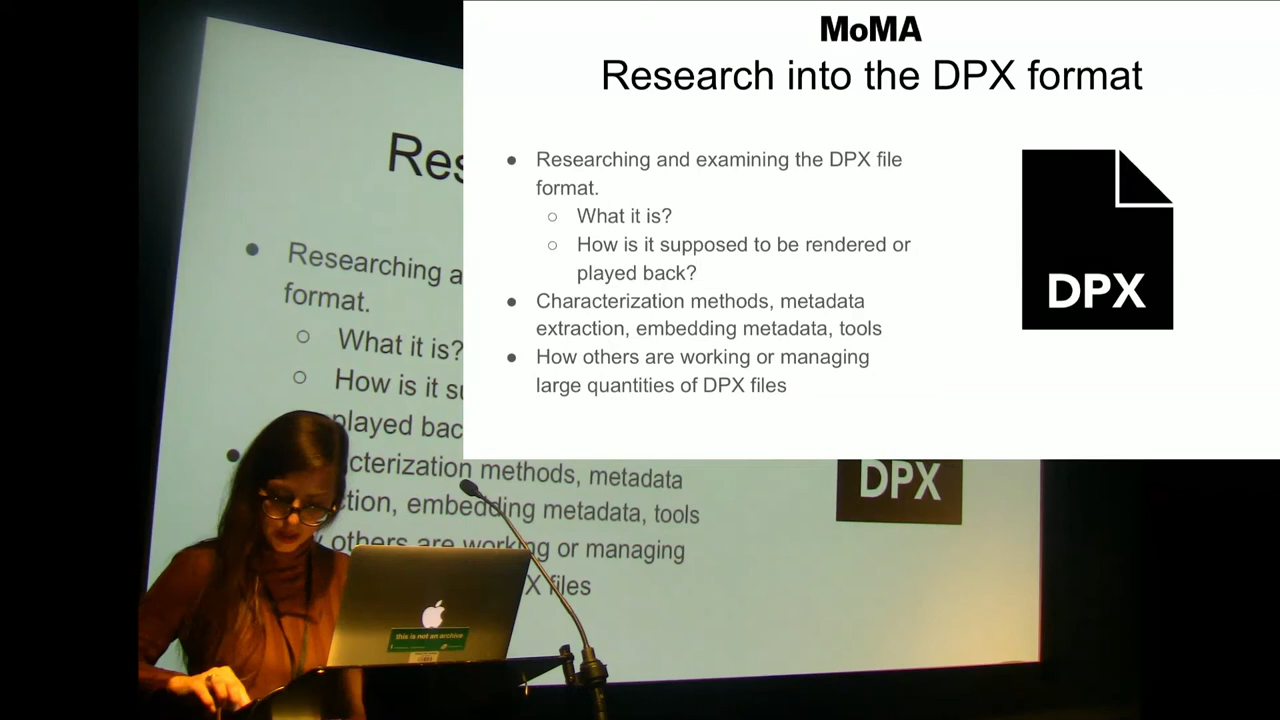 MoMA
Research into the DPX format
● Researching and examining the DPX file
format.
○ What it is?
○ How is it supposed to be rendered or
played back?
● Characterization methods, metadata
extraction, embedding metadata, tools
● How others are working or managing
large quantities of DPX files
DPX
Res
● Researching a
format.
○ What it is?
○ How is it su
played bac
cterization methods, metadata
ction, embedding metadata, tools
others are working or managing
X files
DPX
this is not an archive